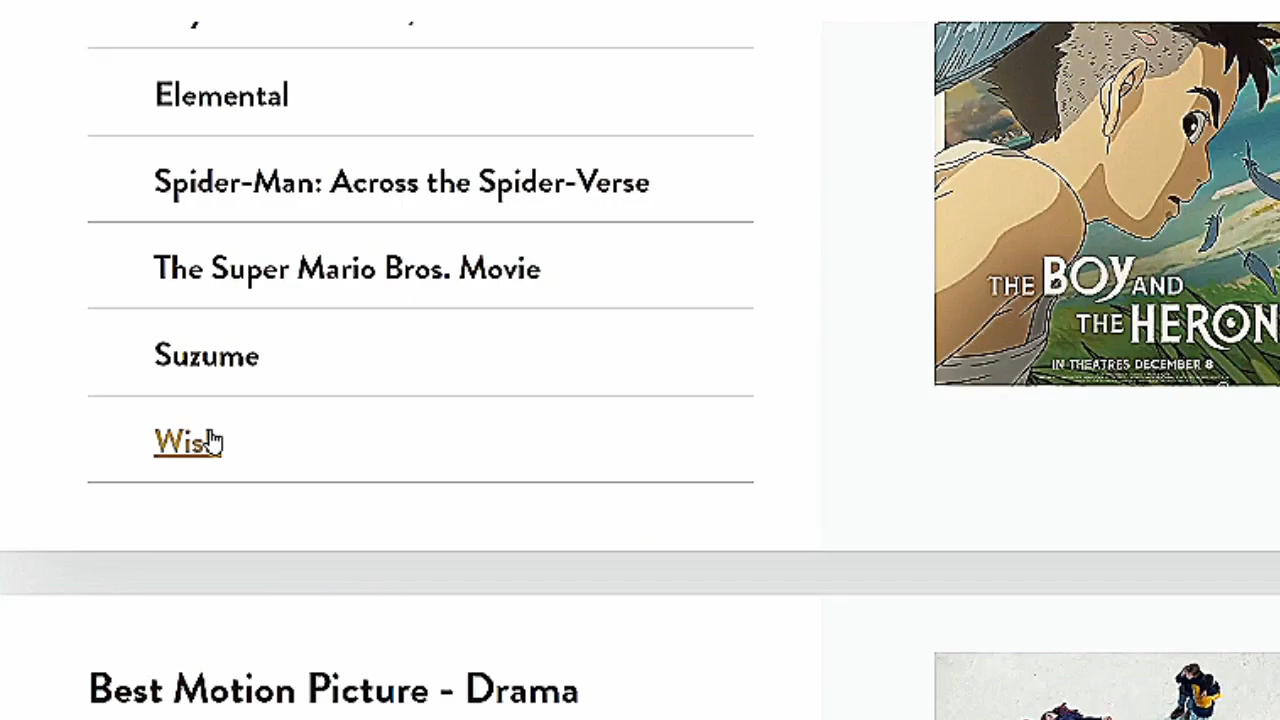 Elemental
Spider-Man: Across the Spider-Verse
The Super Mario Bros. Movie
Suzume
Wis
THE BOY AND
THE HERON
IN THEATRES DECEMBER 8
Best Motion Picture - Drama